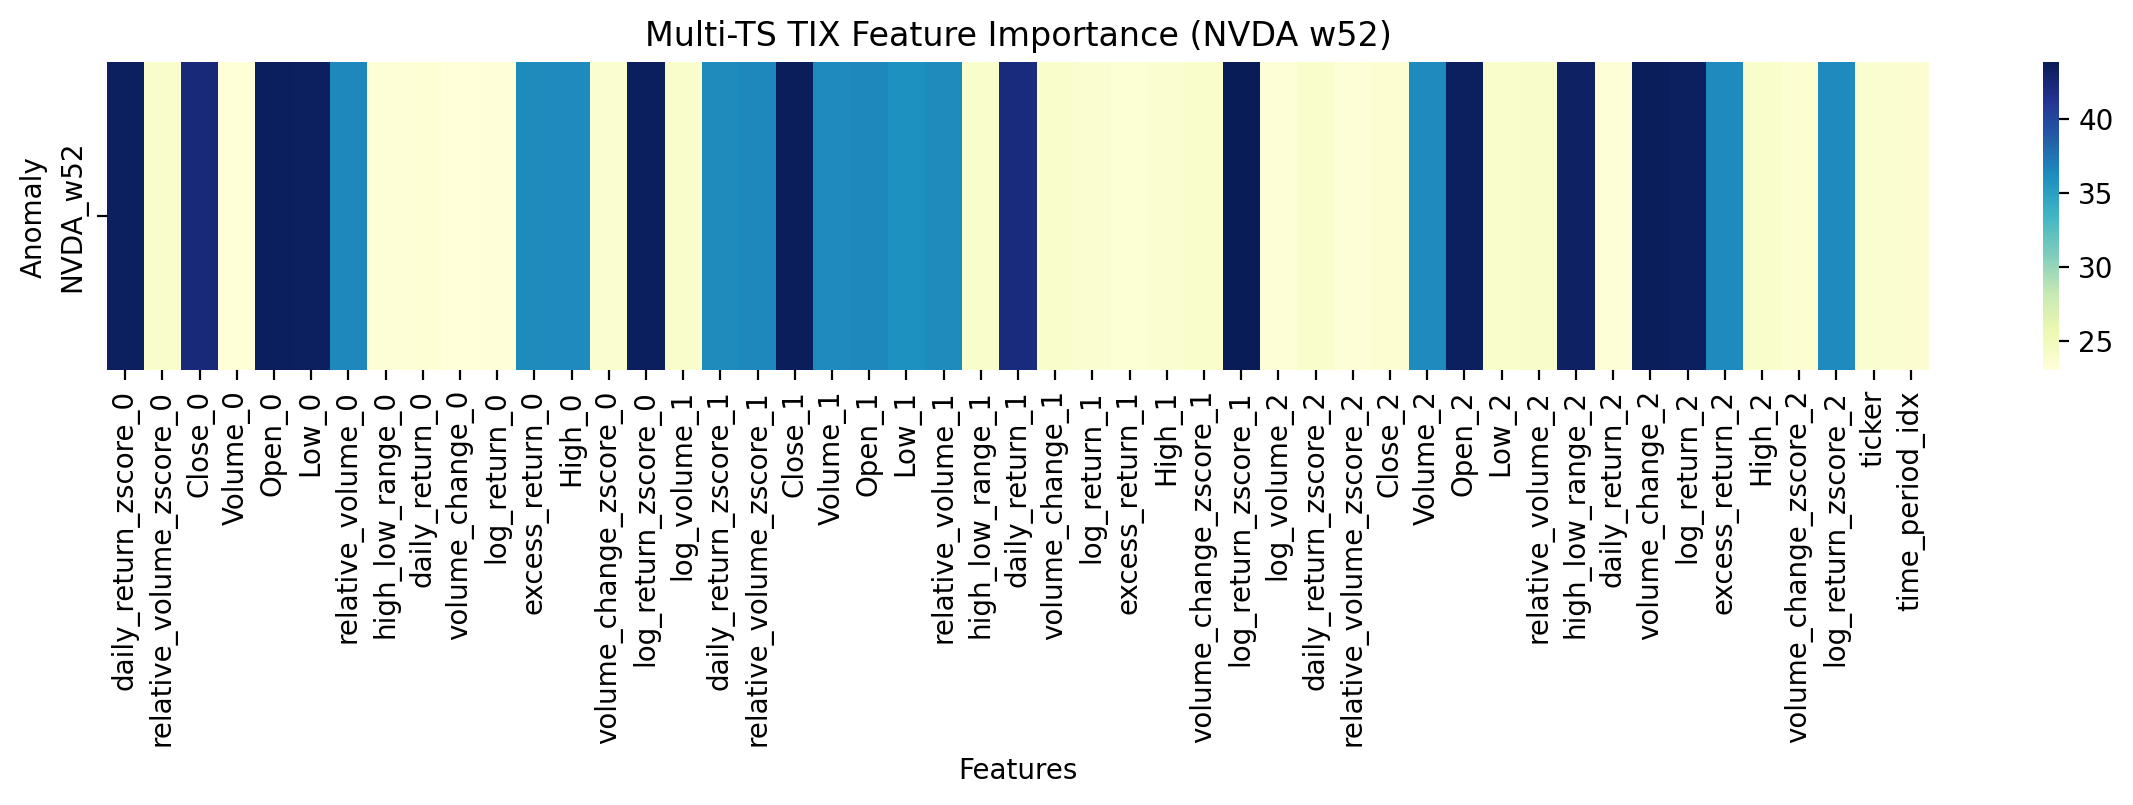 Multi-TS TIX Feature Importance (NVDA w52)
Anomaly
NVDA_w52
40
35
30
25
daily_return_zscore_0
relative_volume_zscore_0
Close_0
Volume_0
Open_0
Low_0
relative_volume_0
high_low_range_0
daily_return_0
volume_change_0
log_return_0
excess_return_0
High_0
volume_change_zscore_0
log_return_zscore_0
log_volume_1
daily_return_zscore_1
relative_volume_zscore_1
Close_1
Volume_1
Open_1
Low_1
relative_volume_1
high_low_range_1
daily_return_1
volume_change_1
log_return_1
excess_return_1
High_1
volume_change_zscore_1
log_return_zscore_1
log_volume_2
daily_return_zscore_2
relative_volume_zscore_2
Close_2
Volume_2
Open_2
Low_2
relative_volume_2
high_low_range_2
daily_return_2
volume_change_2
log_return_2
excess_return_2
High_2
volume_change_zscore_2
log_return_zscore_2
ticker
time_period_idx
Features